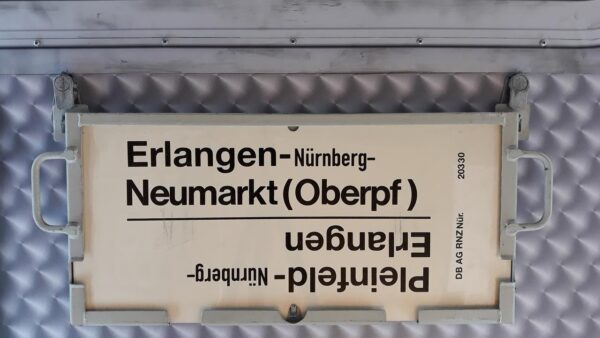 Erlangen-Nürnberg-
Neumarkt(Oberpf)
Pleinfeld-Nürnberg-
Erlangen
DB AG RNZ Nür. 20330